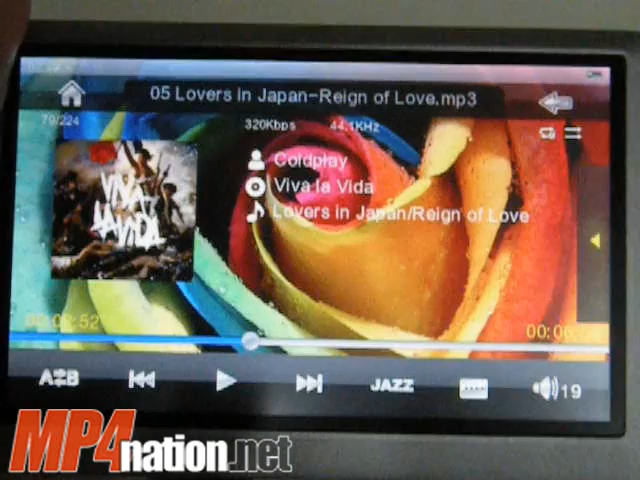 05 Lovers in Japan-Reign of Love.mp3
79/224
320Kbps 44.1KHz
Coldplay
Viva la Vida
Lovers in Japan/Reign of Love
VIVA
LA VIDA
00:02:52
A⇄B
JAZZ
19
MP4nation.net